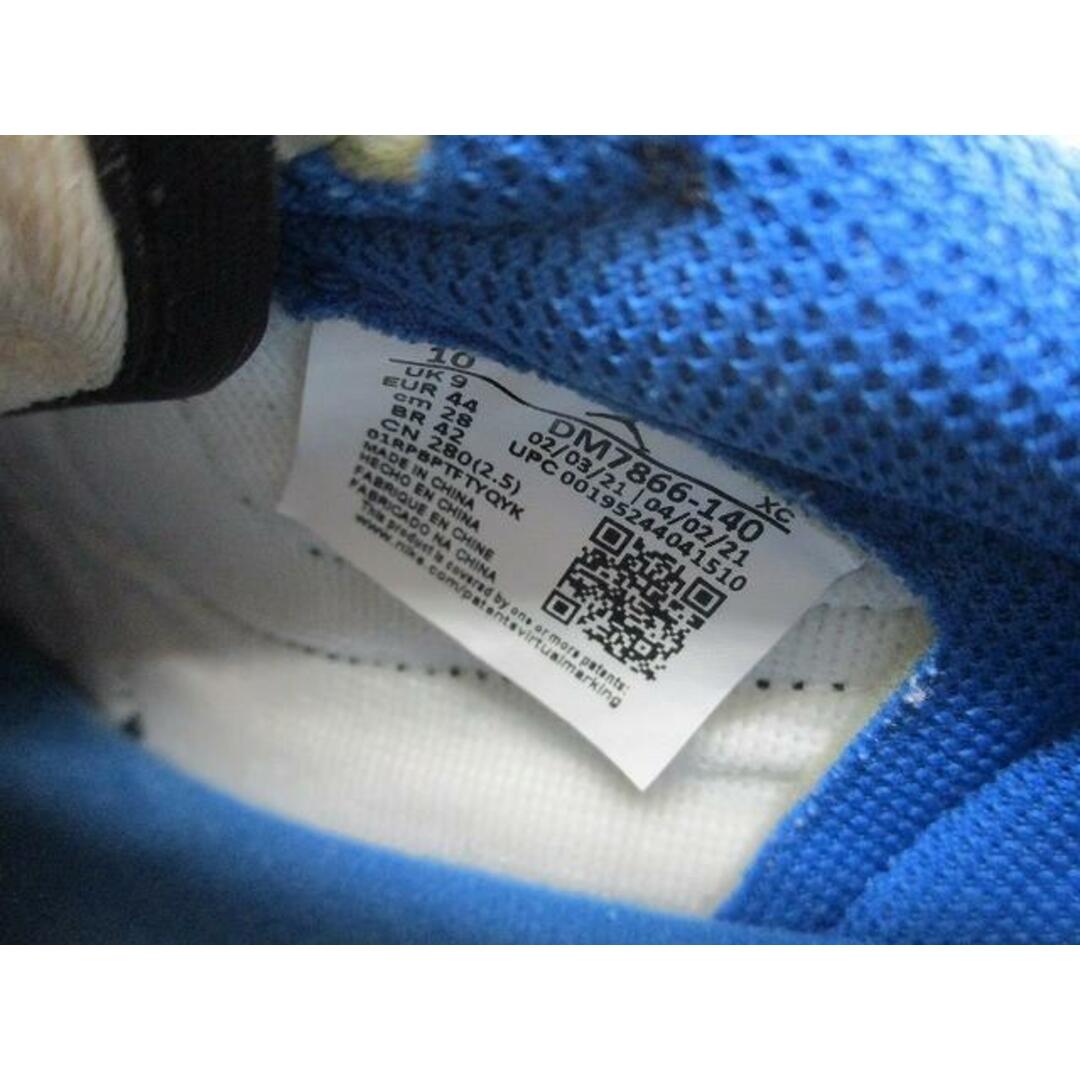 10
UK 9
EUR 44
cm 28
BR 42
CN 280(2.5)
01RPBPTFTYQYK
MADE IN CHINA
HECHO EN CHINA
FABRIQUE EN CHINE
FABRICADO NA CHINA
This product is covered by one or more patents:
www.nike.com/patentsvirtualmarking
XC
DM7866-140
02/03/21 | 04/02/21
UPC 00195244041510